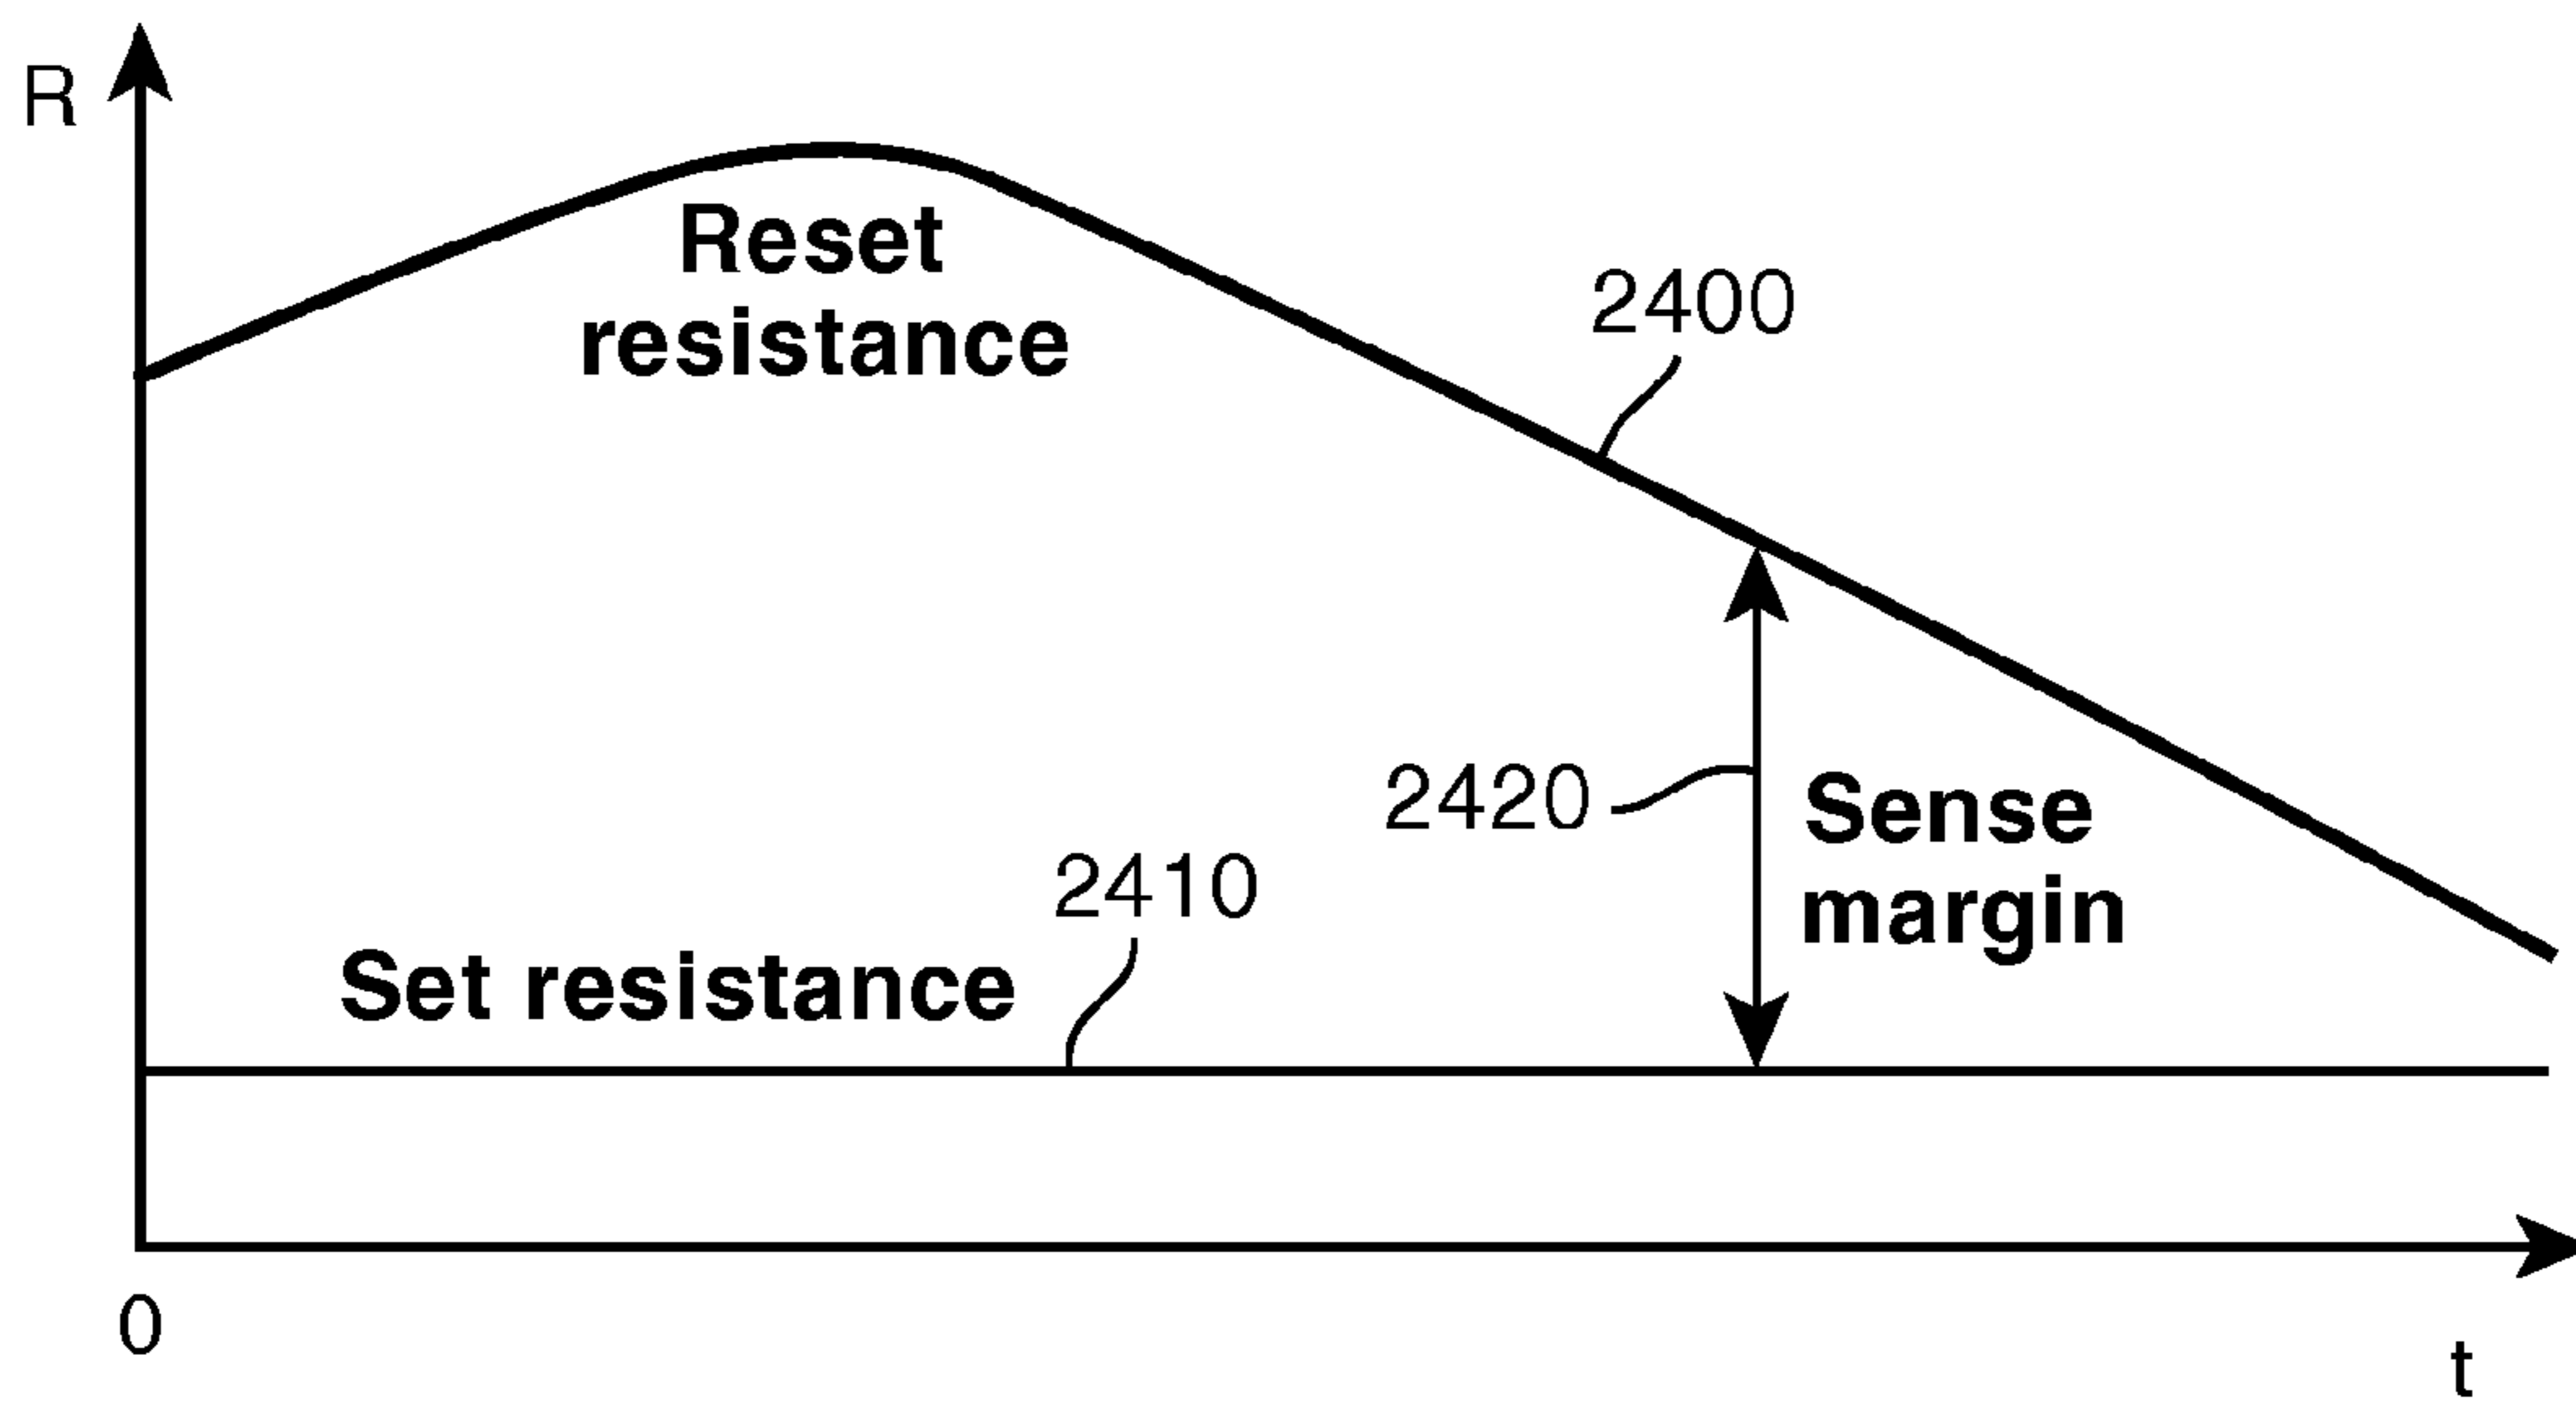 R
Reset
resistance
2400
2420
Sense
margin
2410
Set resistance
0
t